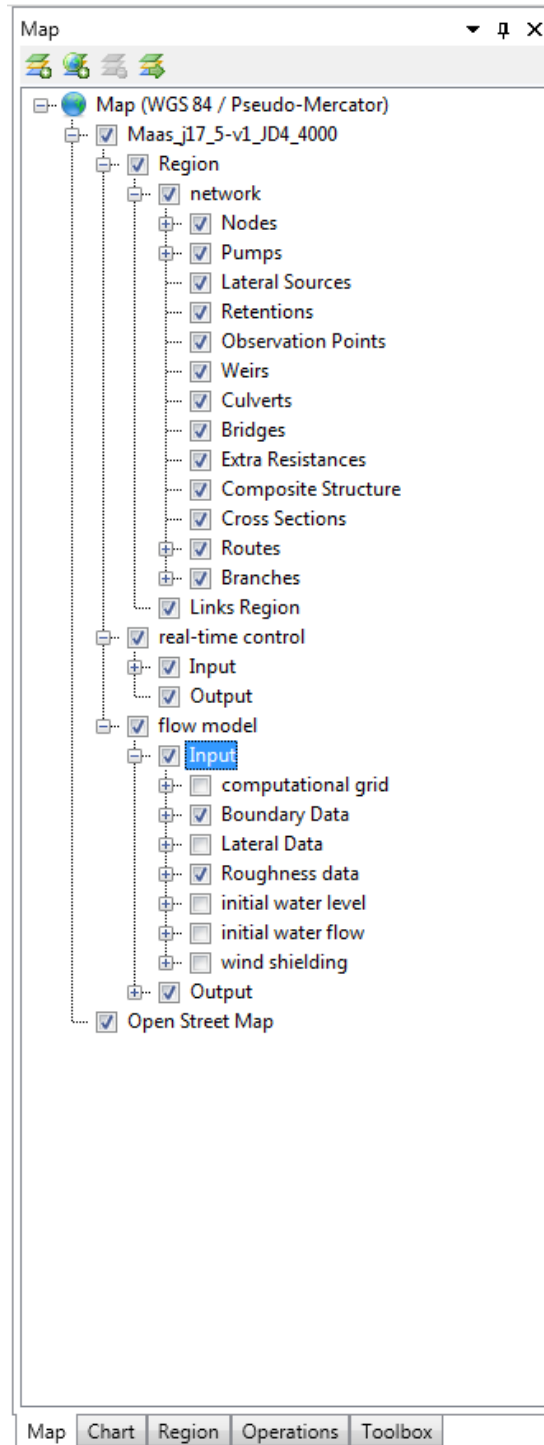 Map
Map (WGS 84 / Pseudo-Mercator)
Maas_j17_5-v1_JD4_4000
Region
network
Nodes
Pumps
Lateral Sources
Retentions
Observation Points
Weirs
Culverts
Bridges
Extra Resistances
Composite Structure
Cross Sections
Routes
Branches
Links Region
real-time control
Input
Output
flow model
Input
computational grid
Boundary Data
Lateral Data
Roughness data
initial water level
initial water flow
wind shielding
Output
Open Street Map
Map Chart Region Operations Toolbox